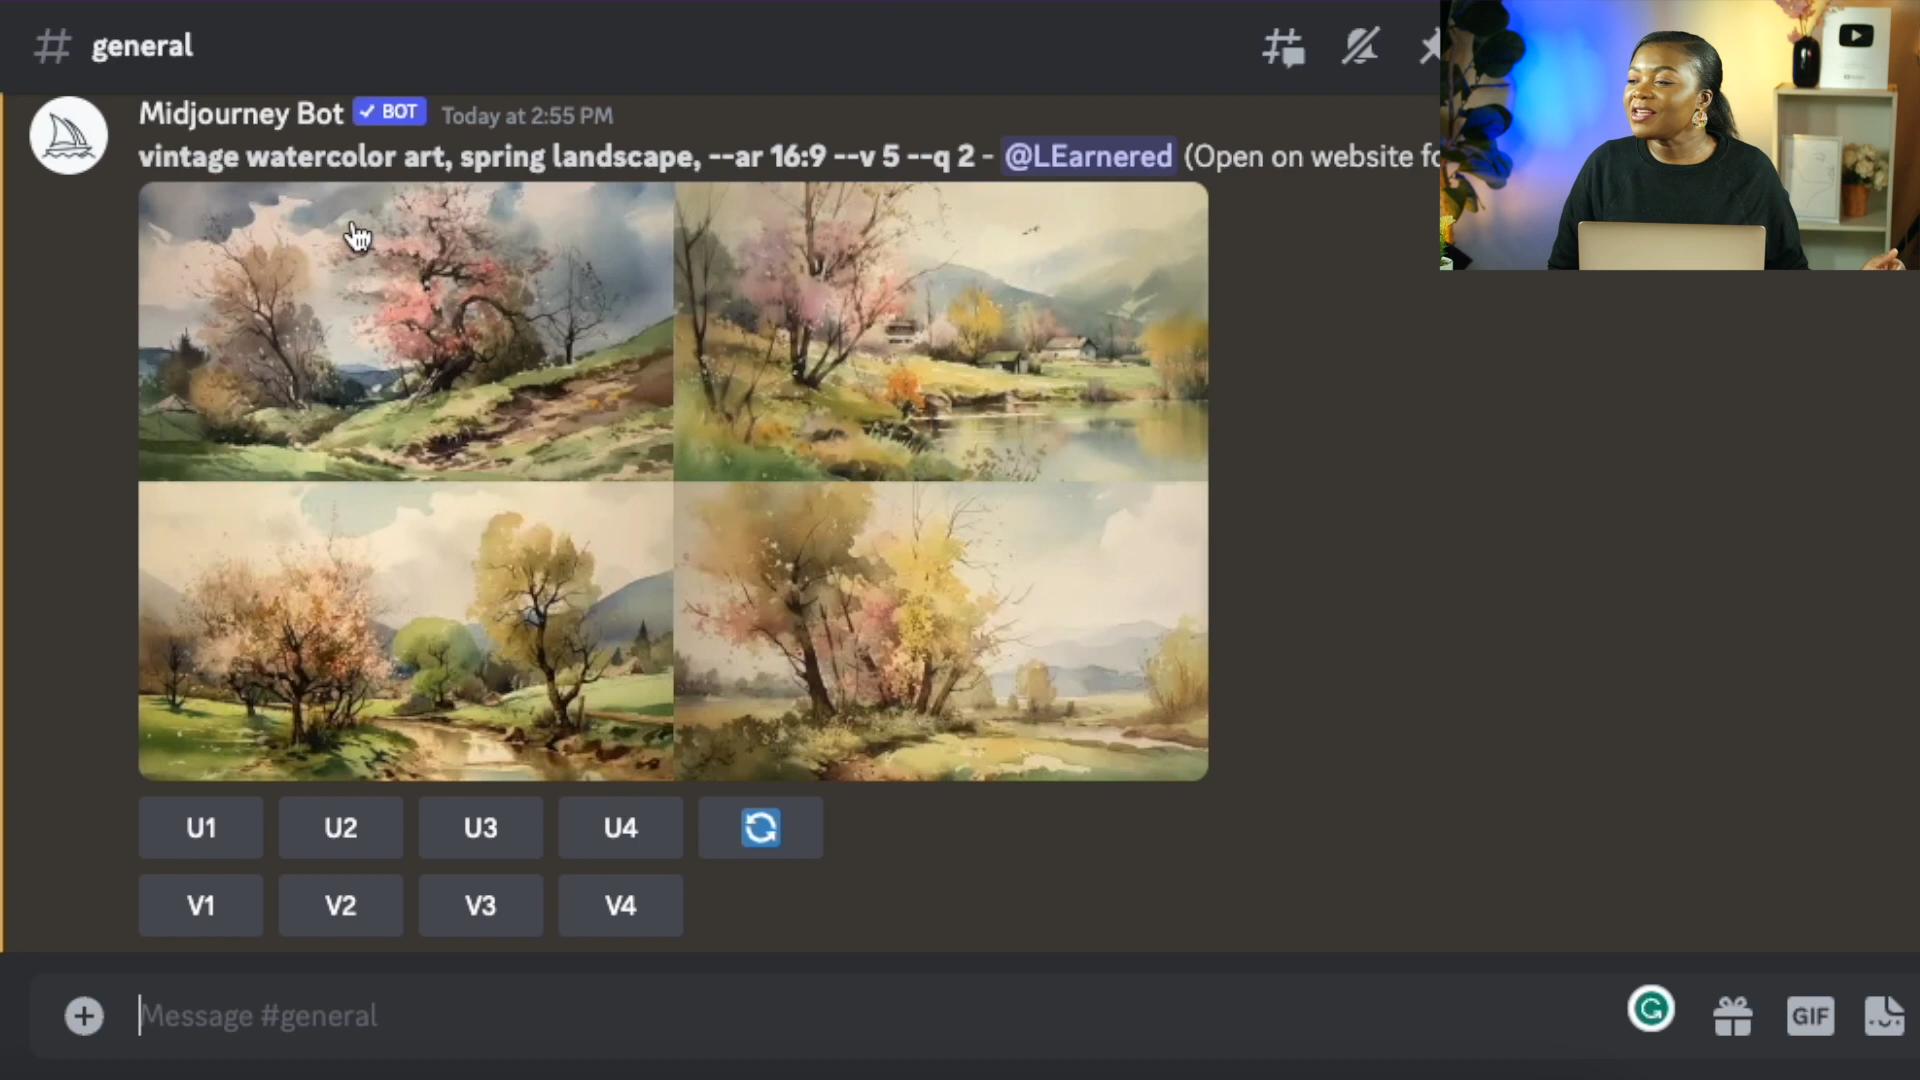 # general
Midjourney Bot ✓ BOT Today at 2:55 PM
vintage watercolor art, spring landscape, --ar 16:9 --v 5 --q 2 - @LEarnered (Open on website fo
U1 U2 U3 U4
V1 V2 V3 V4
Message #general
GIF